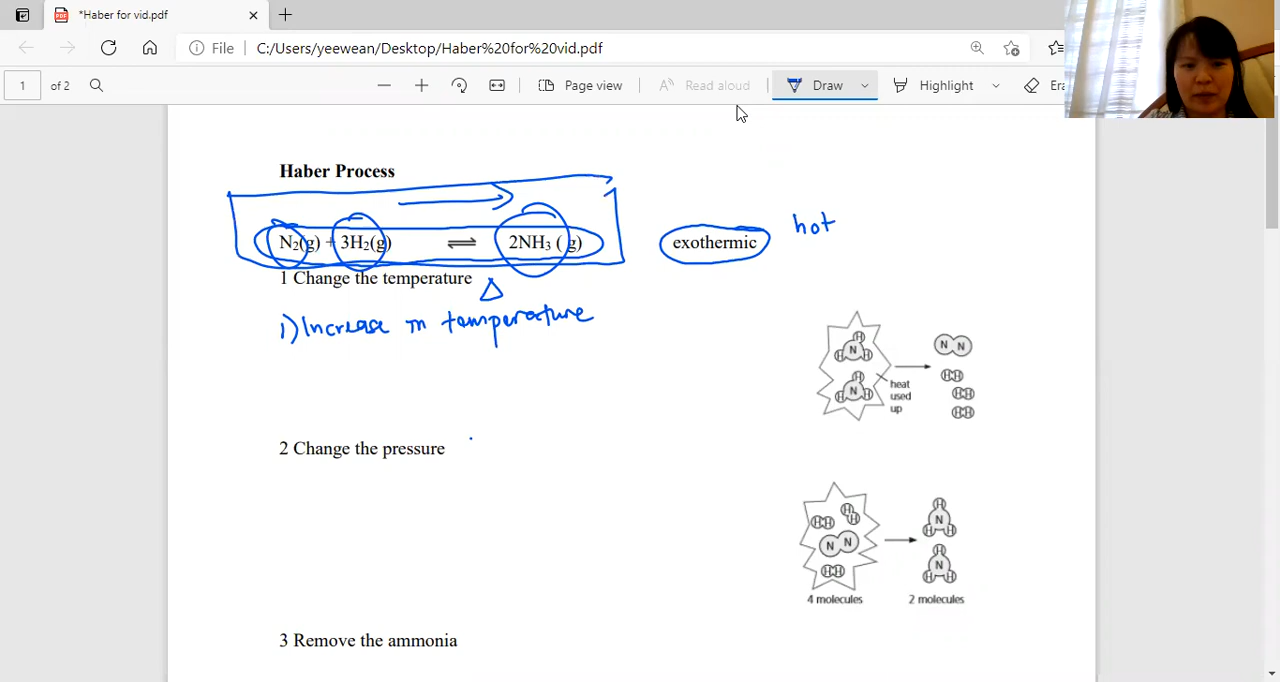 *Haber for vid.pdf
File C:/Users/yeewean/Desktop/Haber%20for%20vid.pdf
1 of 2 Page view Read aloud Draw Highlight Era
Haber Process
N2(g) + 3H2(g) ⇌ 2NH3 ( g) exothermic hot
1 Change the temperature
Δ
1) Increase in temperature
N H H H
N H H H
heat
used
up
N N
H H
H H
H H
2 Change the pressure
H H H H
N N
H H
4 molecules
N H H H
N H H H
2 molecules
3 Remove the ammonia